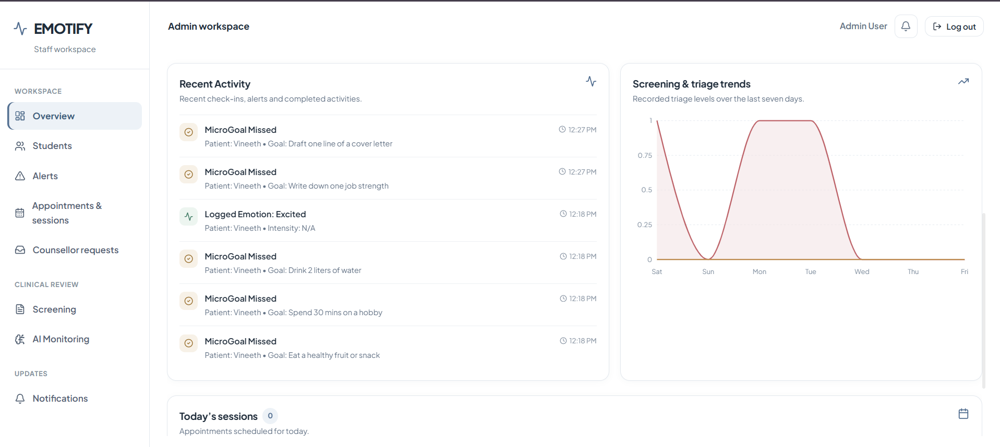 EMOTIFY
Staff workspace
WORKSPACE
Overview
Students
Alerts
Appointments &
sessions
Counsellor requests
CLINICAL REVIEW
Screening
AI Monitoring
UPDATES
Notifications
Admin workspace
Admin User
Log out
Recent Activity
Recent check-ins, alerts and completed activities.
MicroGoal Missed
12:27 PM
Patient: Vineeth • Goal: Draft one line of a cover letter
MicroGoal Missed
12:27 PM
Patient: Vineeth • Goal: Write down one job strength
Logged Emotion: Excited
12:18 PM
Patient: Vineeth • Intensity: N/A
MicroGoal Missed
12:18 PM
Patient: Vineeth • Goal: Drink 2 liters of water
MicroGoal Missed
12:18 PM
Patient: Vineeth • Goal: Spend 30 mins on a hobby
MicroGoal Missed
12:18 PM
Patient: Vineeth • Goal: Eat a healthy fruit or snack
Screening & triage trends
Recorded triage levels over the last seven days.
1
0.75
0.5
0.25
0
Sat Sun Mon Tue Wed Thu Fri
Today’s sessions 0
Appointments scheduled for today.